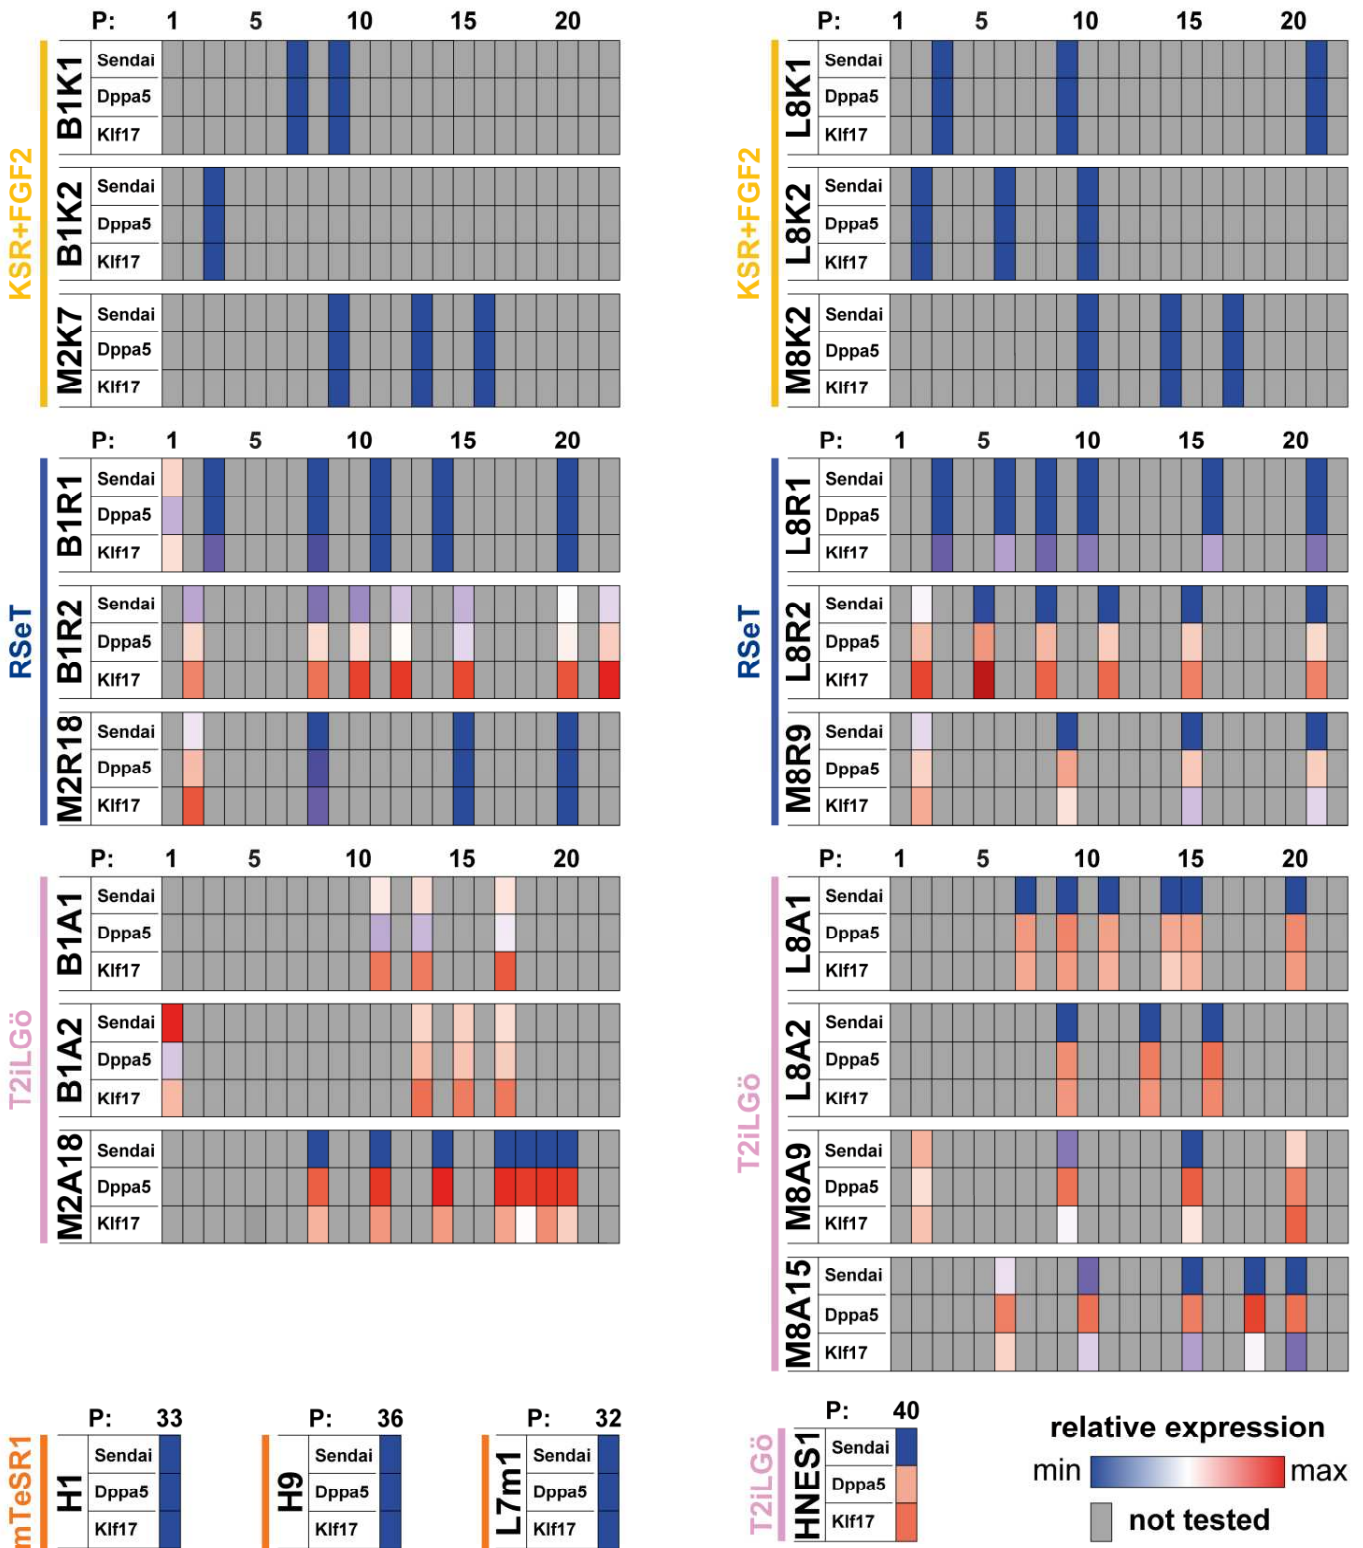 P: 1 5 10 15 20
KSR+FGF2
B1K1
Sendai
Dppa5
Klf17
B1K2
Sendai
Dppa5
Klf17
M2K7
Sendai
Dppa5
Klf17
P: 1 5 10 15 20
RSeT
B1R1
Sendai
Dppa5
Klf17
B1R2
Sendai
Dppa5
Klf17
M2R18
Sendai
Dppa5
Klf17
P: 1 5 10 15 20
T2iLGö
B1A1
Sendai
Dppa5
Klf17
B1A2
Sendai
Dppa5
Klf17
M2A18
Sendai
Dppa5
Klf17
P: 1 5 10 15 20
KSR+FGF2
L8K1
Sendai
Dppa5
Klf17
L8K2
Sendai
Dppa5
Klf17
M8K2
Sendai
Dppa5
Klf17
P: 1 5 10 15 20
RSeT
L8R1
Sendai
Dppa5
Klf17
L8R2
Sendai
Dppa5
Klf17
M8R9
Sendai
Dppa5
Klf17
P: 1 5 10 15 20
T2iLGö
L8A1
Sendai
Dppa5
Klf17
L8A2
Sendai
Dppa5
Klf17
M8A9
Sendai
Dppa5
Klf17
M8A15
Sendai
Dppa5
Klf17
mTeSR1
P: 33
H1
Sendai
Dppa5
Klf17
P: 36
H9
Sendai
Dppa5
Klf17
P: 32
L7m1
Sendai
Dppa5
Klf17
T2iLGö
P: 40
HNES1
Sendai
Dppa5
Klf17
relative expression
min max
not tested